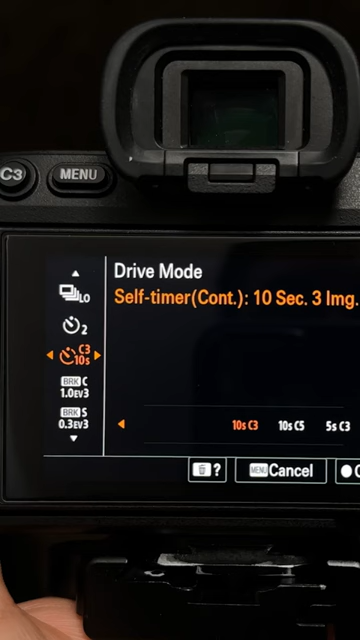 C3 MENU
Drive Mode
Self-timer(Cont.): 10 Sec. 3 Img.
LO
2
C3
10s
BRK C
1.0EV3
BRK S
0.3EV3
10s C3 10s C5 5s C3
? MENU Cancel